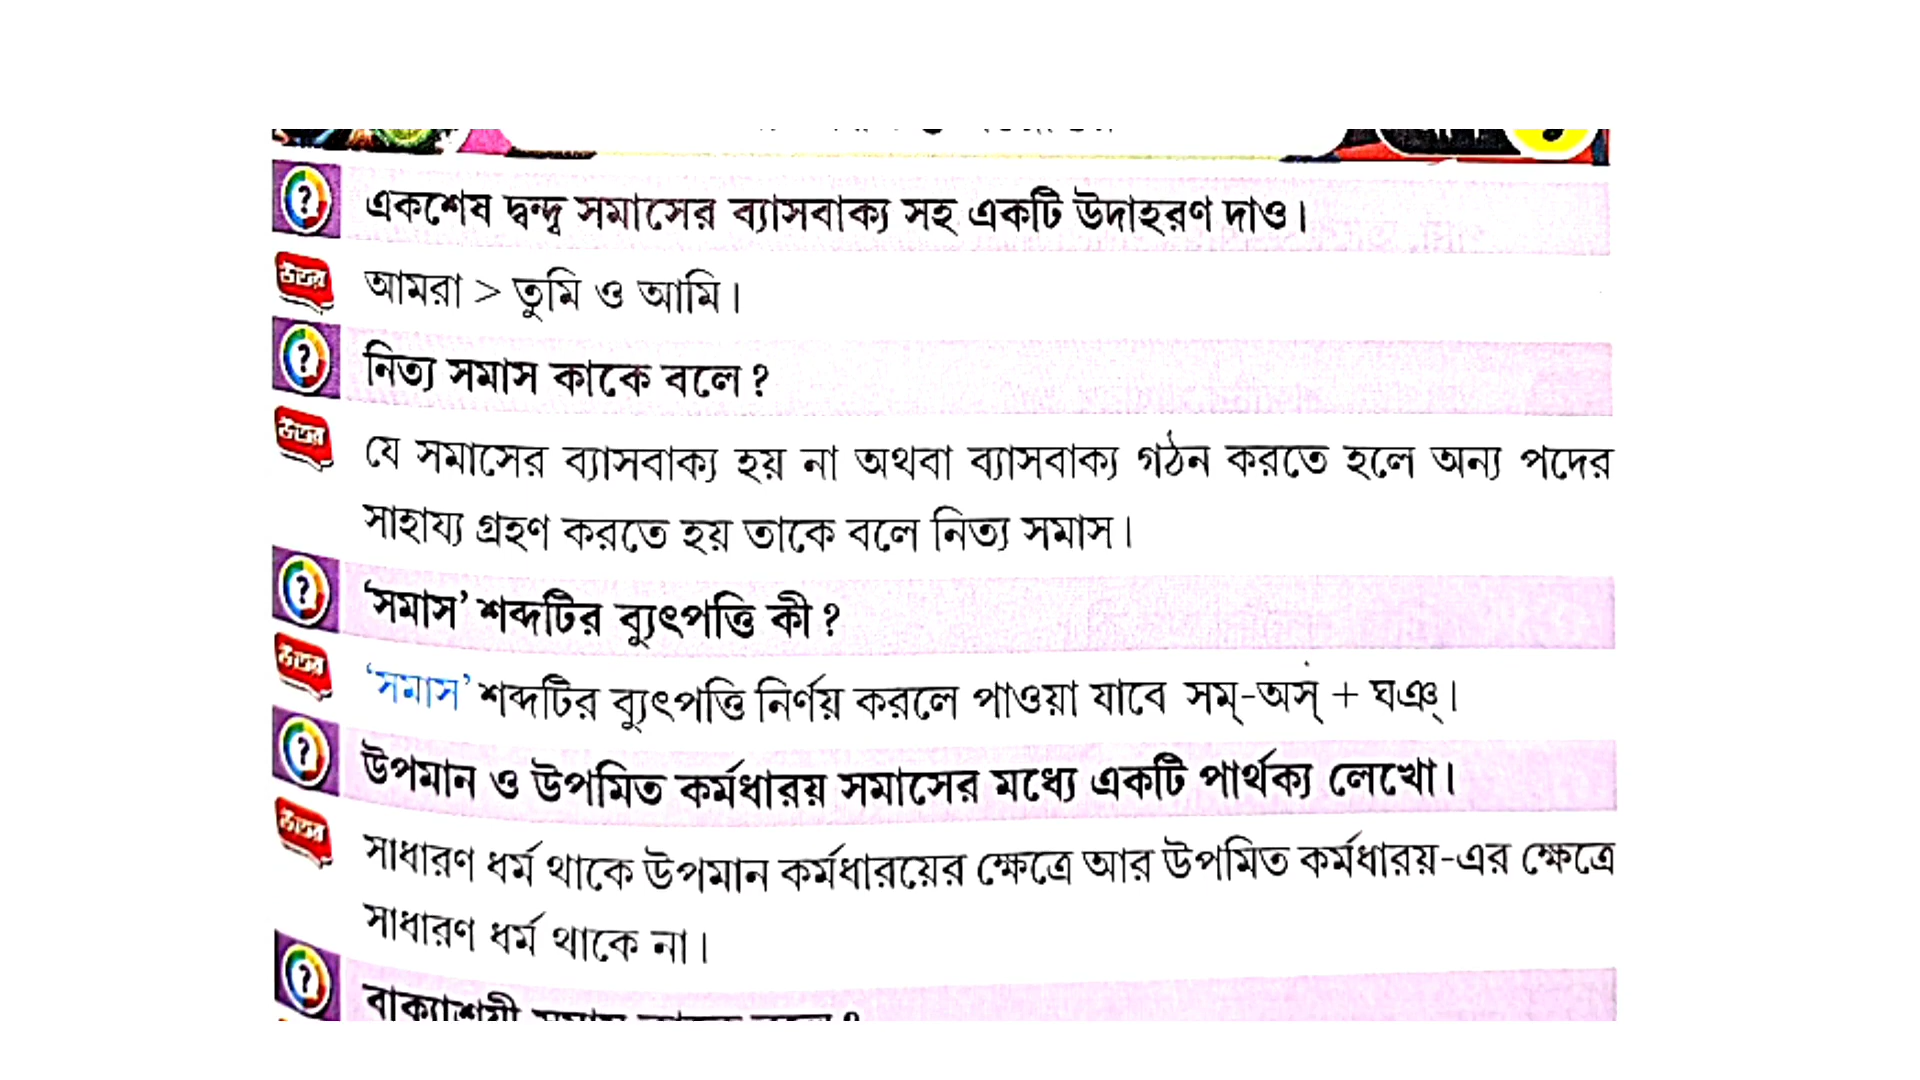 একশেষ দ্বন্দ্ব সমাসের ব্যাসবাক্য সহ একটি উদাহরণ দাও।
উত্তর আমরা > তুমি ও আমি।
নিত্য সমাস কাকে বলে?
উত্তর যে সমাসের ব্যাসবাক্য হয় না অথবা ব্যাসবাক্য গঠন করতে হলে অন্য পদের
সাহায্য গ্রহণ করতে হয় তাকে বলে নিত্য সমাস।
‘সমাস’ শব্দটির ব্যুৎপত্তি কী?
উত্তর ‘সমাস’ শব্দটির ব্যুৎপত্তি নির্ণয় করলে পাওয়া যাবে সম্-অস্ + ঘঞ্।
উপমান ও উপমিত কর্মধারয় সমাসের মধ্যে একটি পার্থক্য লেখো।
উত্তর সাধারণ ধর্ম থাকে উপমান কর্মধারয়ের ক্ষেত্রে আর উপমিত কর্মধারয়-এর ক্ষেত্রে
সাধারণ ধর্ম থাকে না।